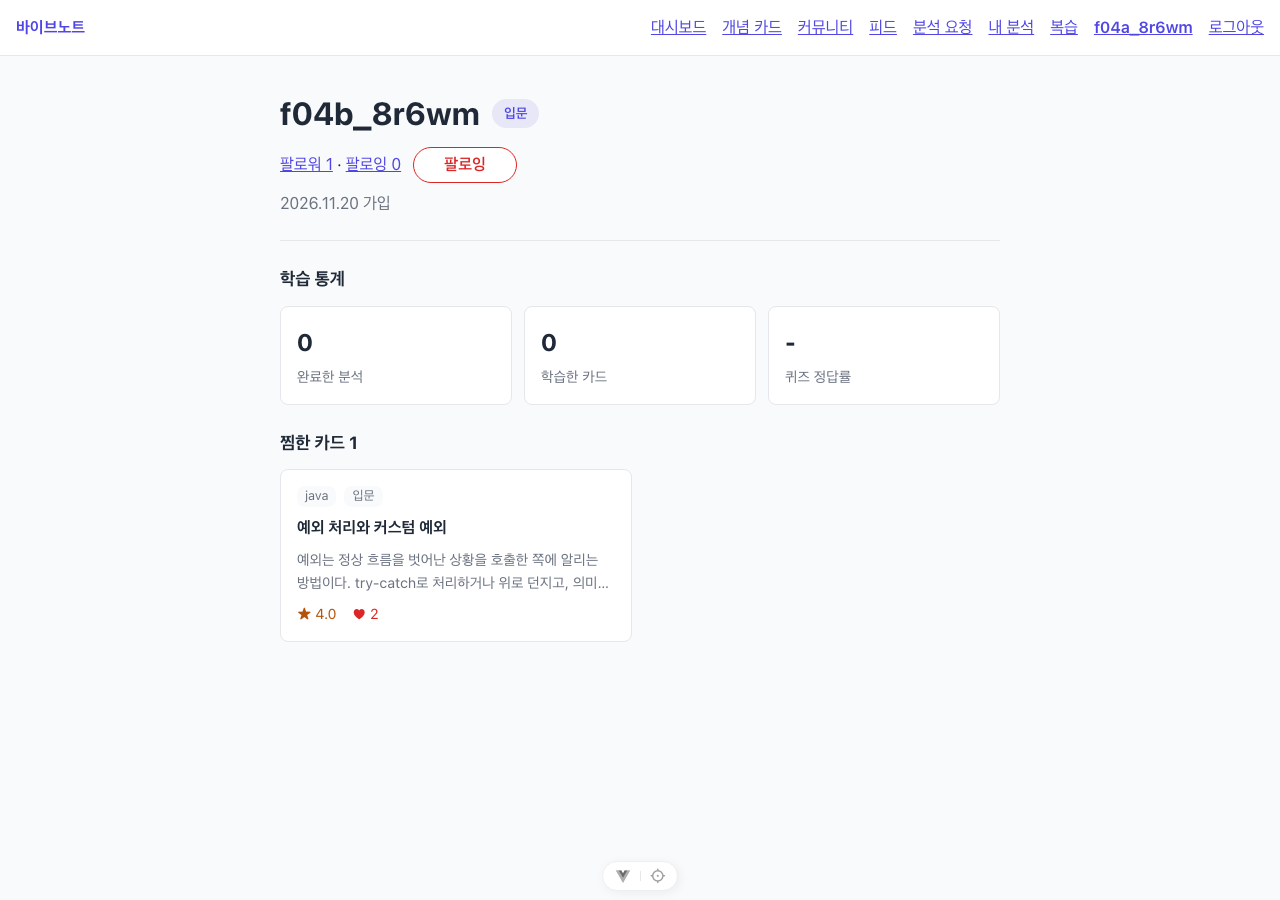 바이브노트
대시보드 개념 카드 커뮤니티 피드 분석 요청 내 분석 복습 f04a_8r6wm 로그아웃
f04b_8r6wm 입문
팔로워 1 · 팔로잉 0 팔로잉
2026.11.20 가입
학습 통계
0
완료한 분석
0
학습한 카드
-
퀴즈 정답률
찜한 카드 1
java 입문
예외 처리와 커스텀 예외
예외는 정상 흐름을 벗어난 상황을 호출한 쪽에 알리는
방법이다. try-catch로 처리하거나 위로 던지고, 의미...
4.0 2